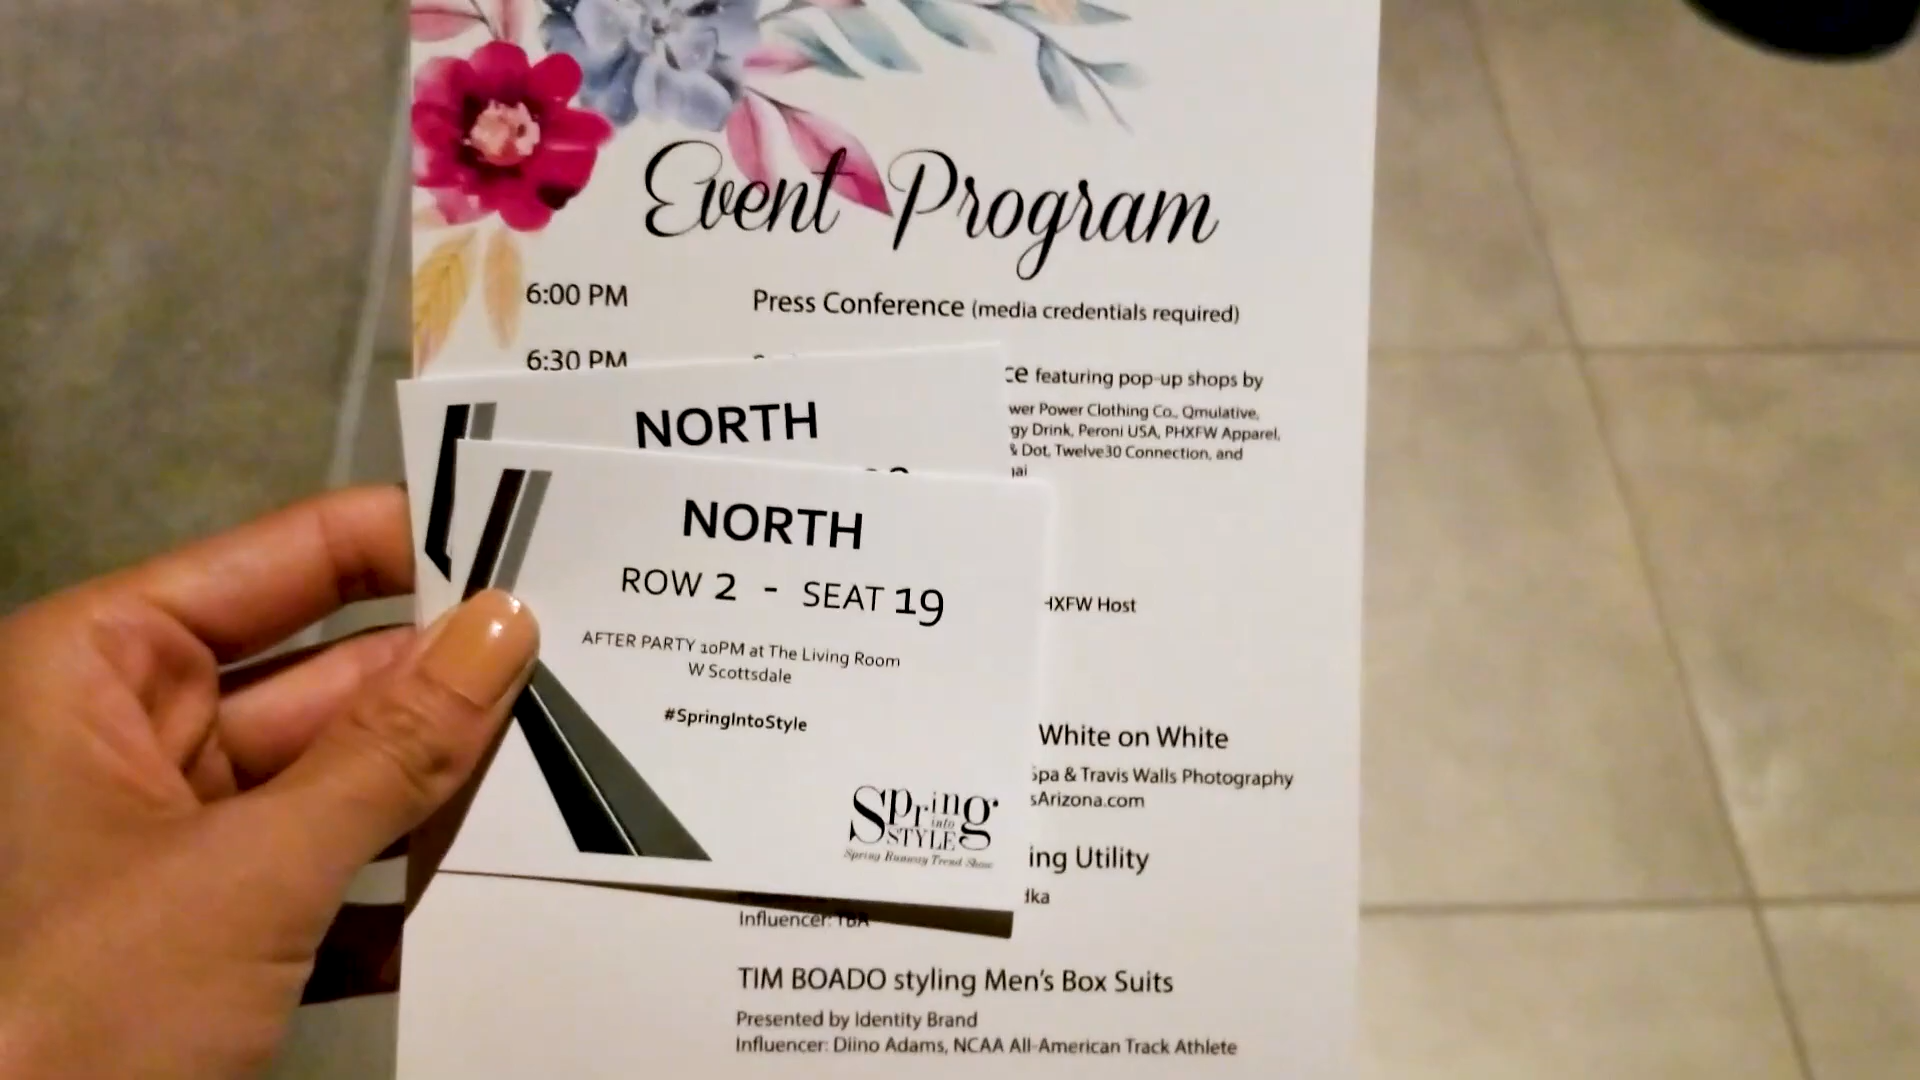 Event Program
6:00 PM Press Conference (media credentials required)
6:30 PM
ce featuring pop-up shops by
wer Power Clothing Co., Qmulative,
gy Drink, Peroni USA, PHXFW Apparel,
& Dot, Twelve30 Connection, and
nai
NORTH
NORTH
ROW 2 - SEAT 19
AFTER PARTY 10PM at The Living Room
W Scottsdale
#SpringIntoStyle
Spring
into
STYLE
Spring Runway Trend Show
HXFW Host
White on White
Spa & Travis Walls Photography
sArizona.com
ing Utility
dka
Influencer: TBA
TIM BOADO styling Men's Box Suits
Presented by Identity Brand
Influencer: Diino Adams, NCAA All-American Track Athlete